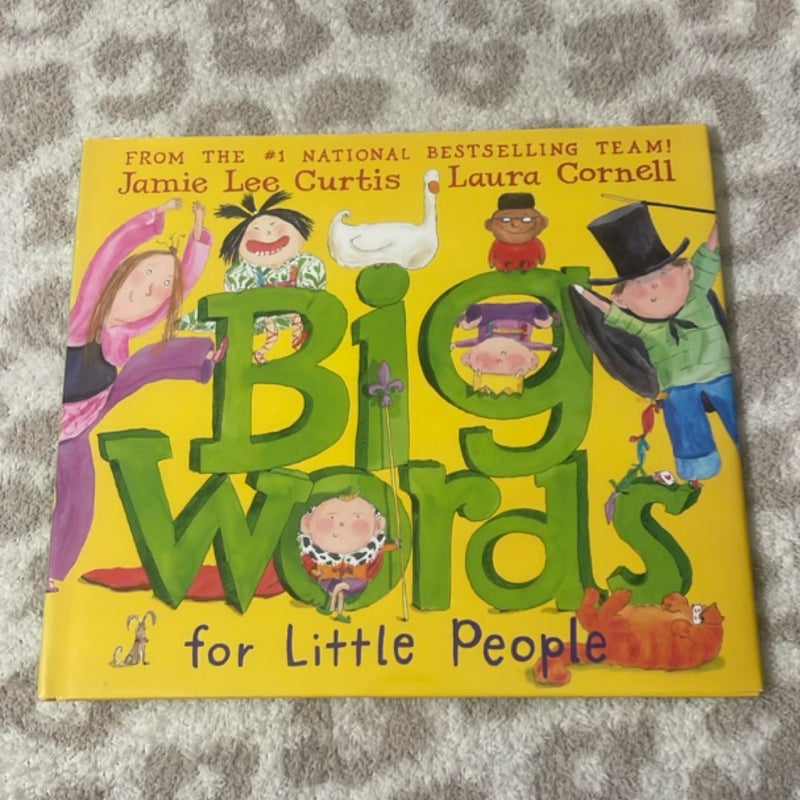 FROM THE #1 NATIONAL BESTSELLING TEAM!
Jamie Lee Curtis Laura Cornell
Big
Words
for Little People